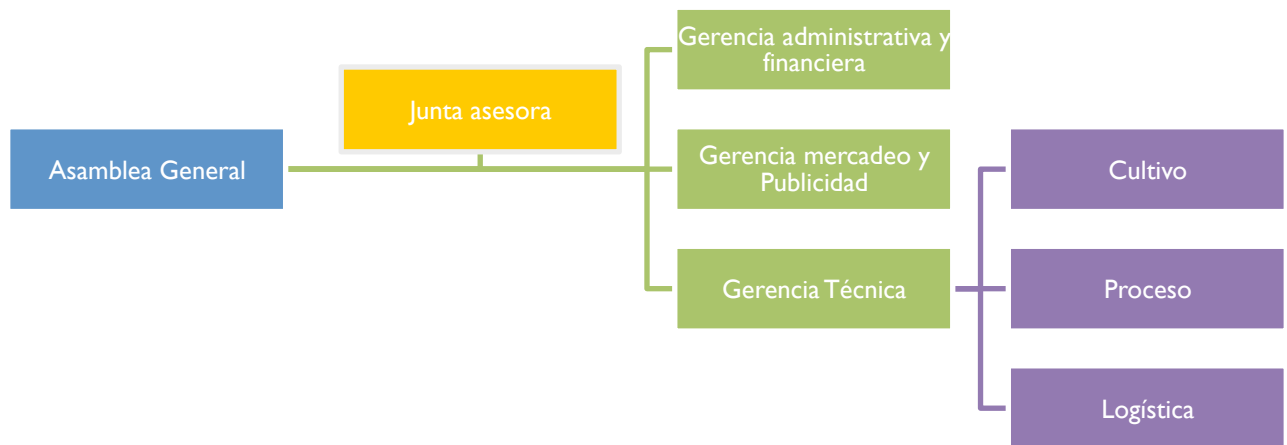 Asamblea General
Junta asesora
Gerencia administrativa y
financiera
Gerencia mercadeo y
Publicidad
Gerencia Técnica
Cultivo
Proceso
Logística